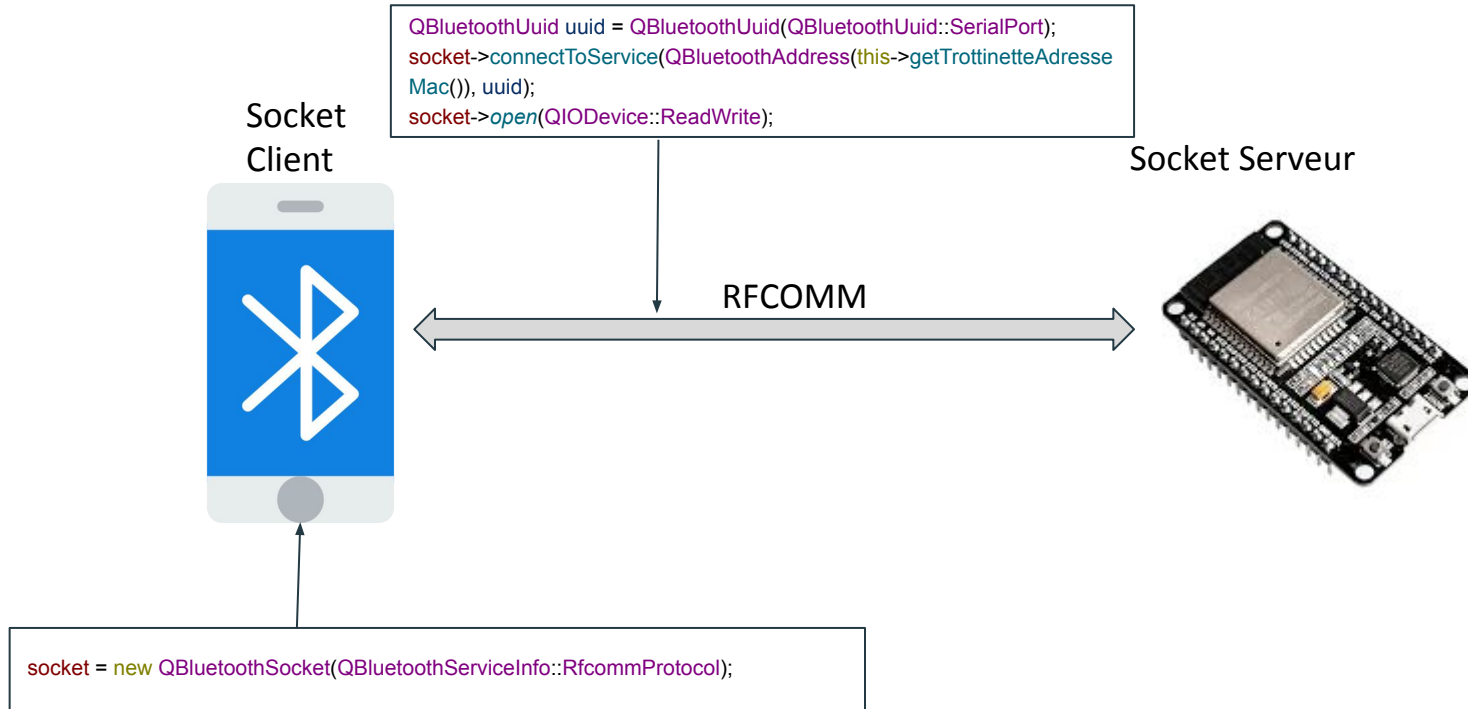 QBluetoothUuid uuid = QBluetoothUuid(QBluetoothUuid::SerialPort);
socket->connectToService(QBluetoothAddress(this->getTrottinetteAdresse
Mac()), uuid);
socket->open(QIODevice::ReadWrite);
Socket
Client
Socket Serveur
RFCOMM
socket = new QBluetoothSocket(QBluetoothServiceInfo::RfcommProtocol);